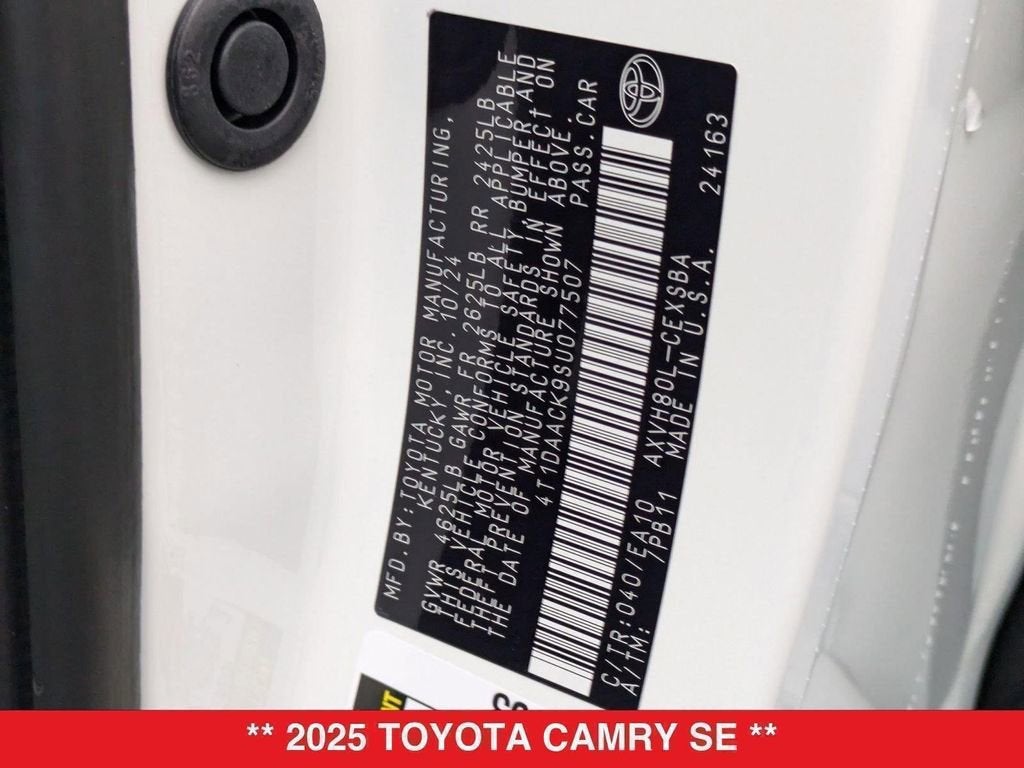 362
MFD.BY:TOYOTA MOTOR MANUFACTURING,
KENTUCKY, INC. 10/24
GVWR 4625LB GAWR FR 2625LB RR 2425LB
THIS VEHICLE CONFORMS TO ALL APPLICABLE
FEDERAL MOTOR VEHICLE SAFETY, BUMPER, AND
THEFT PREVENTION STANDARDS IN EFFECT ON
THE DATE OF MANUFACTURE SHOWN ABOVE.
4T1DAACK9SU077507 PASS.CAR
C/TR:040/EA10 AXVH80L-CEXSBA 24163
A/TM: 7PB11 MADE IN U.S.A.
** 2025 TOYOTA CAMRY SE **